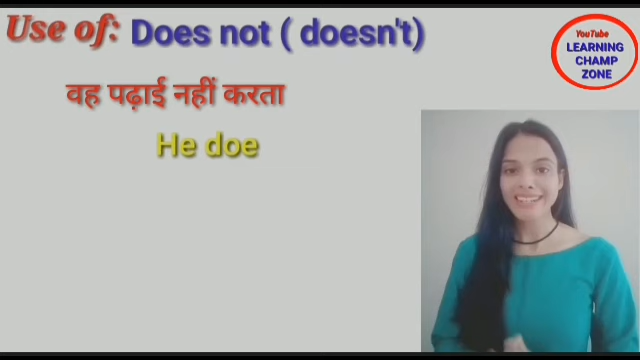 Use of: Does not ( doesn't)
YouTube
LEARNING
CHAMP
ZONE
वह पढ़ाई नहीं करता
He doe